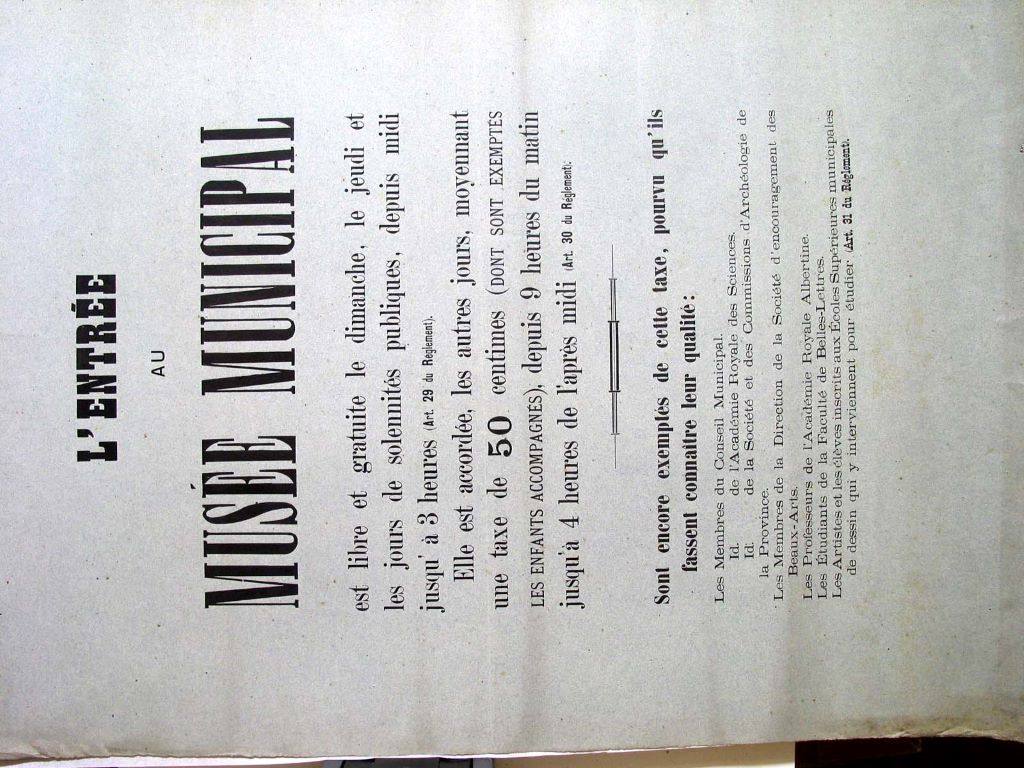 L'ENTRÉE
AU
MUSÉE MUNICIPAL
est libre et gratuite le dimanche, le jeudi et
les jours de solennités publiques, depuis midi
jusqu' à 3 heures (Art. 29 du Règlement).
Elle est accordée, les autres jours, moyennant
une taxe de 50 centimes (DONT SONT EXEMPTÉS
LES ENFANTS ACCOMPAGNÉS), depuis 9 heures du matin
jusqu'à 4 heures de l'après midi (Art. 30 du Règlement).
Sont encore exemptés de cette taxe, pourvu qu'ils
fassent connaître leur qualité:
Les Membres du Conseil Municipal.
Id. de l'Académie Royale des Sciences.
Id. de la Société et des Commissions d'Archéologie de
la Province.
Les Membres de la Direction de la Société d'encouragement des
Beaux-Arts.
Les Professeurs de l'Académie Royale Albertine.
Les Étudiants de la Faculté de Belles-Lettres.
Les Artistes et les élèves inscrits aux Écoles Supérieures municipales
de dessin qui y interviennent pour étudier (Art. 31 du Règlement).